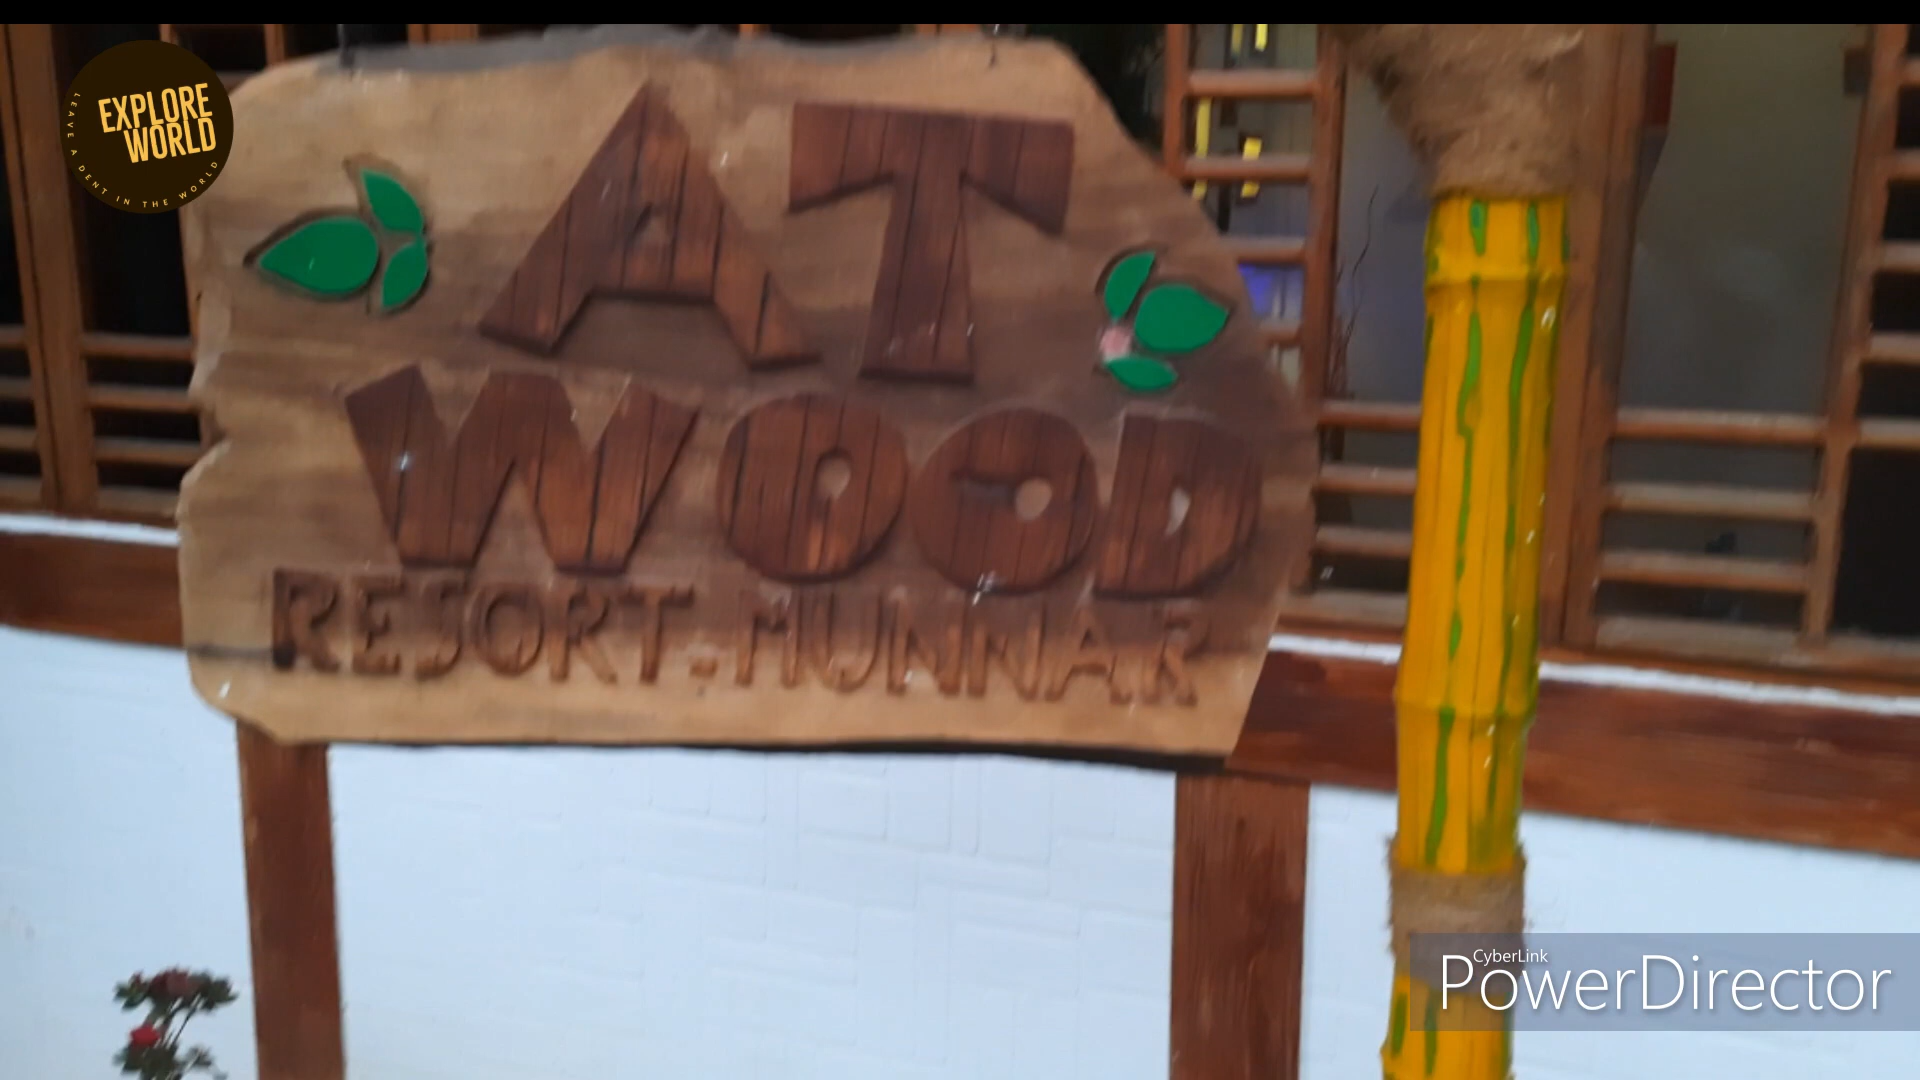 EXPLORE
WORLD
LEAVE A DENT IN THE WORLD
AT
WOOD
RESORT-MUNNAR
CyberLink
PowerDirector